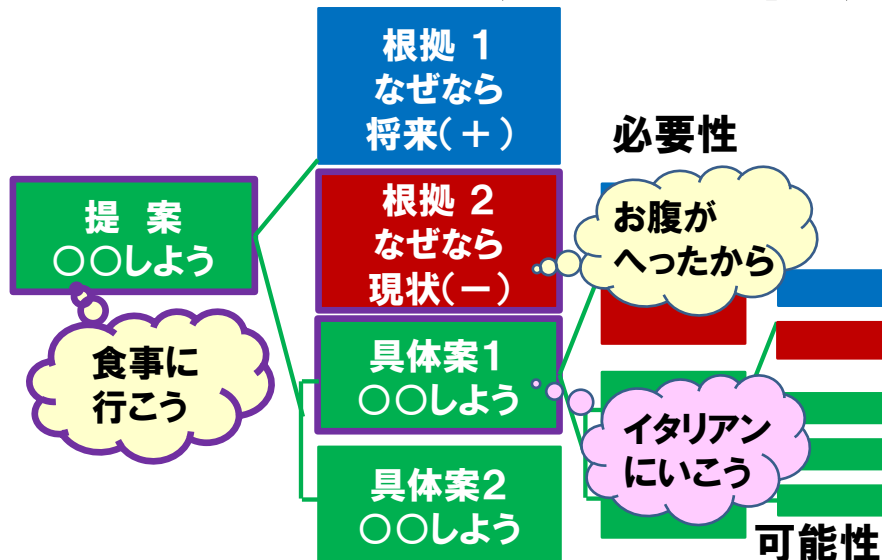 根拠 1
なぜなら
将来(＋)
必要性
提 案
○○しよう
根拠 2
なぜなら
現状(－)
お腹が
へったから
食事に
行こう
具体案1
○○しよう
イタリアン
にいこう
具体案2
○○しよう
可能性